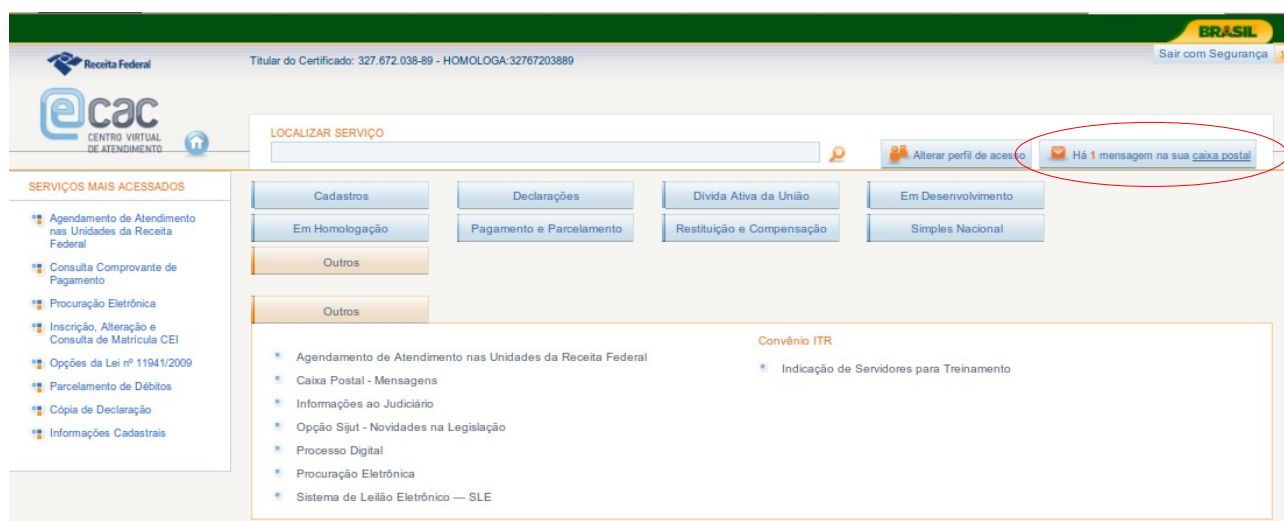 BRASIL
Receita Federal
Titular do Certificado: 327.672.038-89 - HOMOLOGA:32767203889
Sair com Segurança
ecac
CENTRO VIRTUAL
DE ATENDIMENTO
LOCALIZAR SERVIÇO
Alterar perfil de acesso
Há 1 mensagem na sua caixa postal
SERVIÇOS MAIS ACESSADOS
Agendamento de Atendimento
nas Unidades da Receita
Federal
Consulta Comprovante de
Pagamento
Procuração Eletrônica
Inscrição, Alteração e
Consulta de Matrícula CEI
Opções da Lei nº 11941/2009
Parcelamento de Débitos
Cópia de Declaração
Informações Cadastrais
Cadastros
Declarações
Dívida Ativa da União
Em Desenvolvimento
Em Homologação
Pagamento e Parcelamento
Restituição e Compensação
Simples Nacional
Outros
Outros
Agendamento de Atendimento nas Unidades da Receita Federal
Caixa Postal - Mensagens
Informações ao Judiciário
Opção Sijut - Novidades na Legislação
Processo Digital
Procuração Eletrônica
Sistema de Leilão Eletrônico — SLE
Convênio ITR
Indicação de Servidores para Treinamento